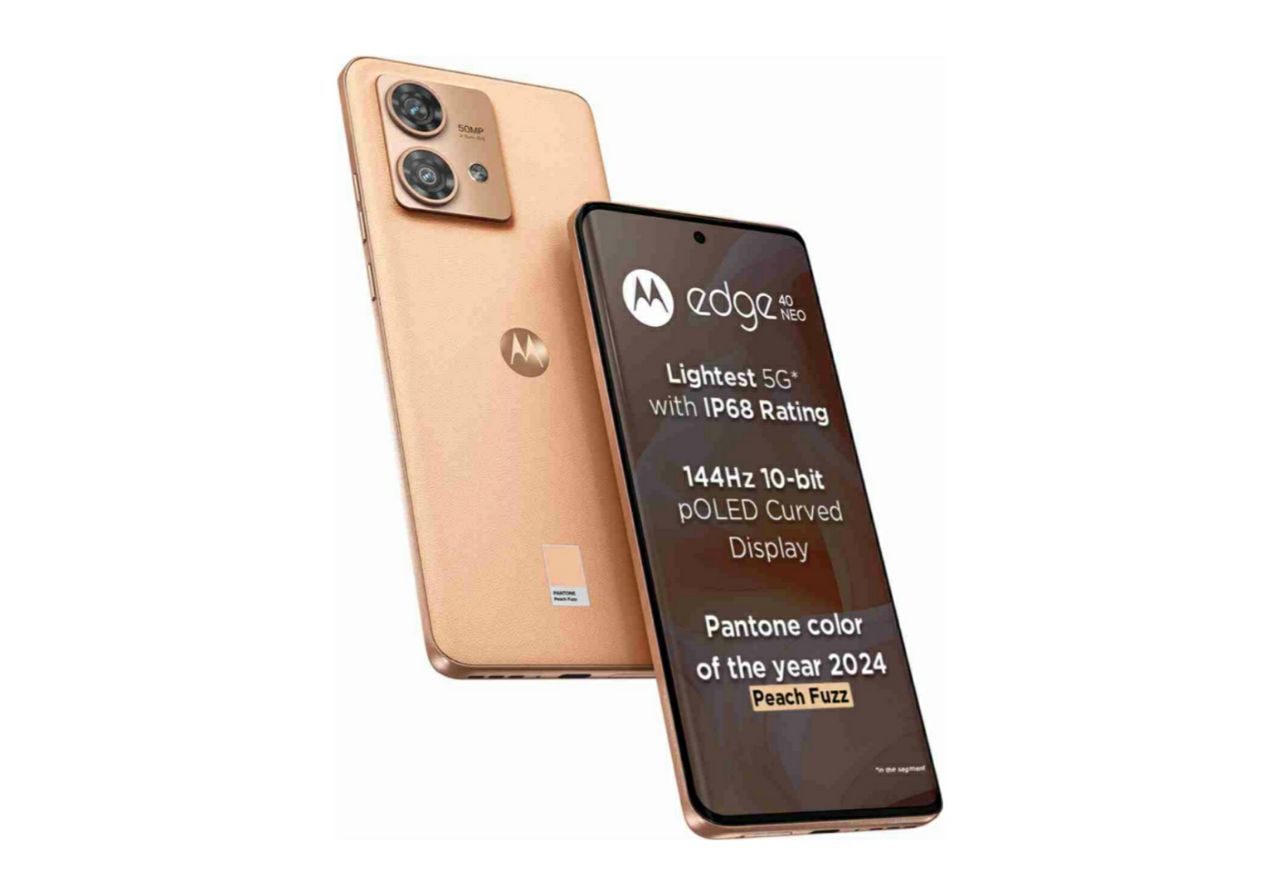 50MP
edge 40 NEO
Lightest 5G*
with IP68 Rating
144Hz 10-bit
pOLED Curved
Display
Pantone color
of the year 2024
Peach Fuzz
*in the segment
PANTONE
Peach Fuzz